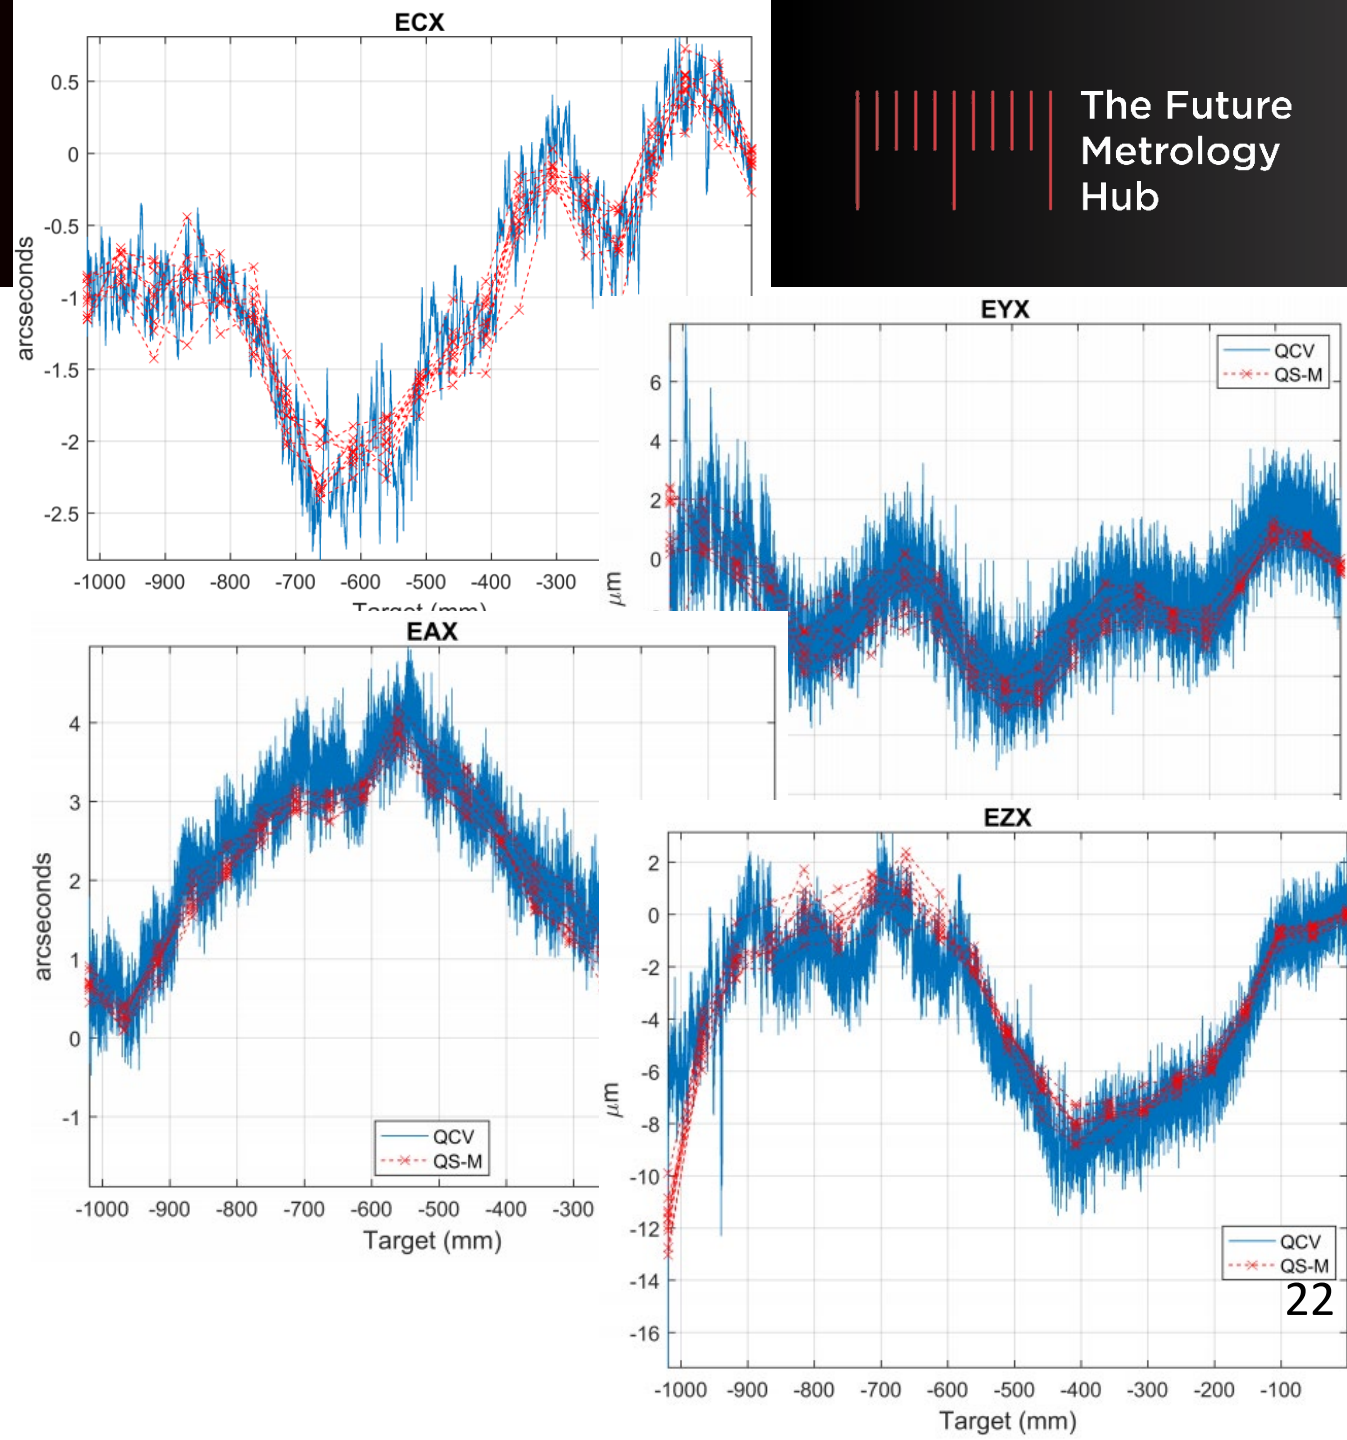 ECX
0.5
0
-0.5
-1
-1.5
-2
-2.5
arcseconds
-1000 -900 -800 -700 -600 -500 -400 -300
Target (mm)
The Future
Metrology
Hub
EYX
QCV
QS-M
6
4
2
0
μm
EAX
4
3
2
1
0
-1
arcseconds
QCV
QS-M
-1000 -900 -800 -700 -600 -500 -400 -300
Target (mm)
EZX
2
0
-2
-4
-6
-8
-10
-12
-14
-16
μm
QCV
QS-M
22
-1000 -900 -800 -700 -600 -500 -400 -300 -200 -100
Target (mm)